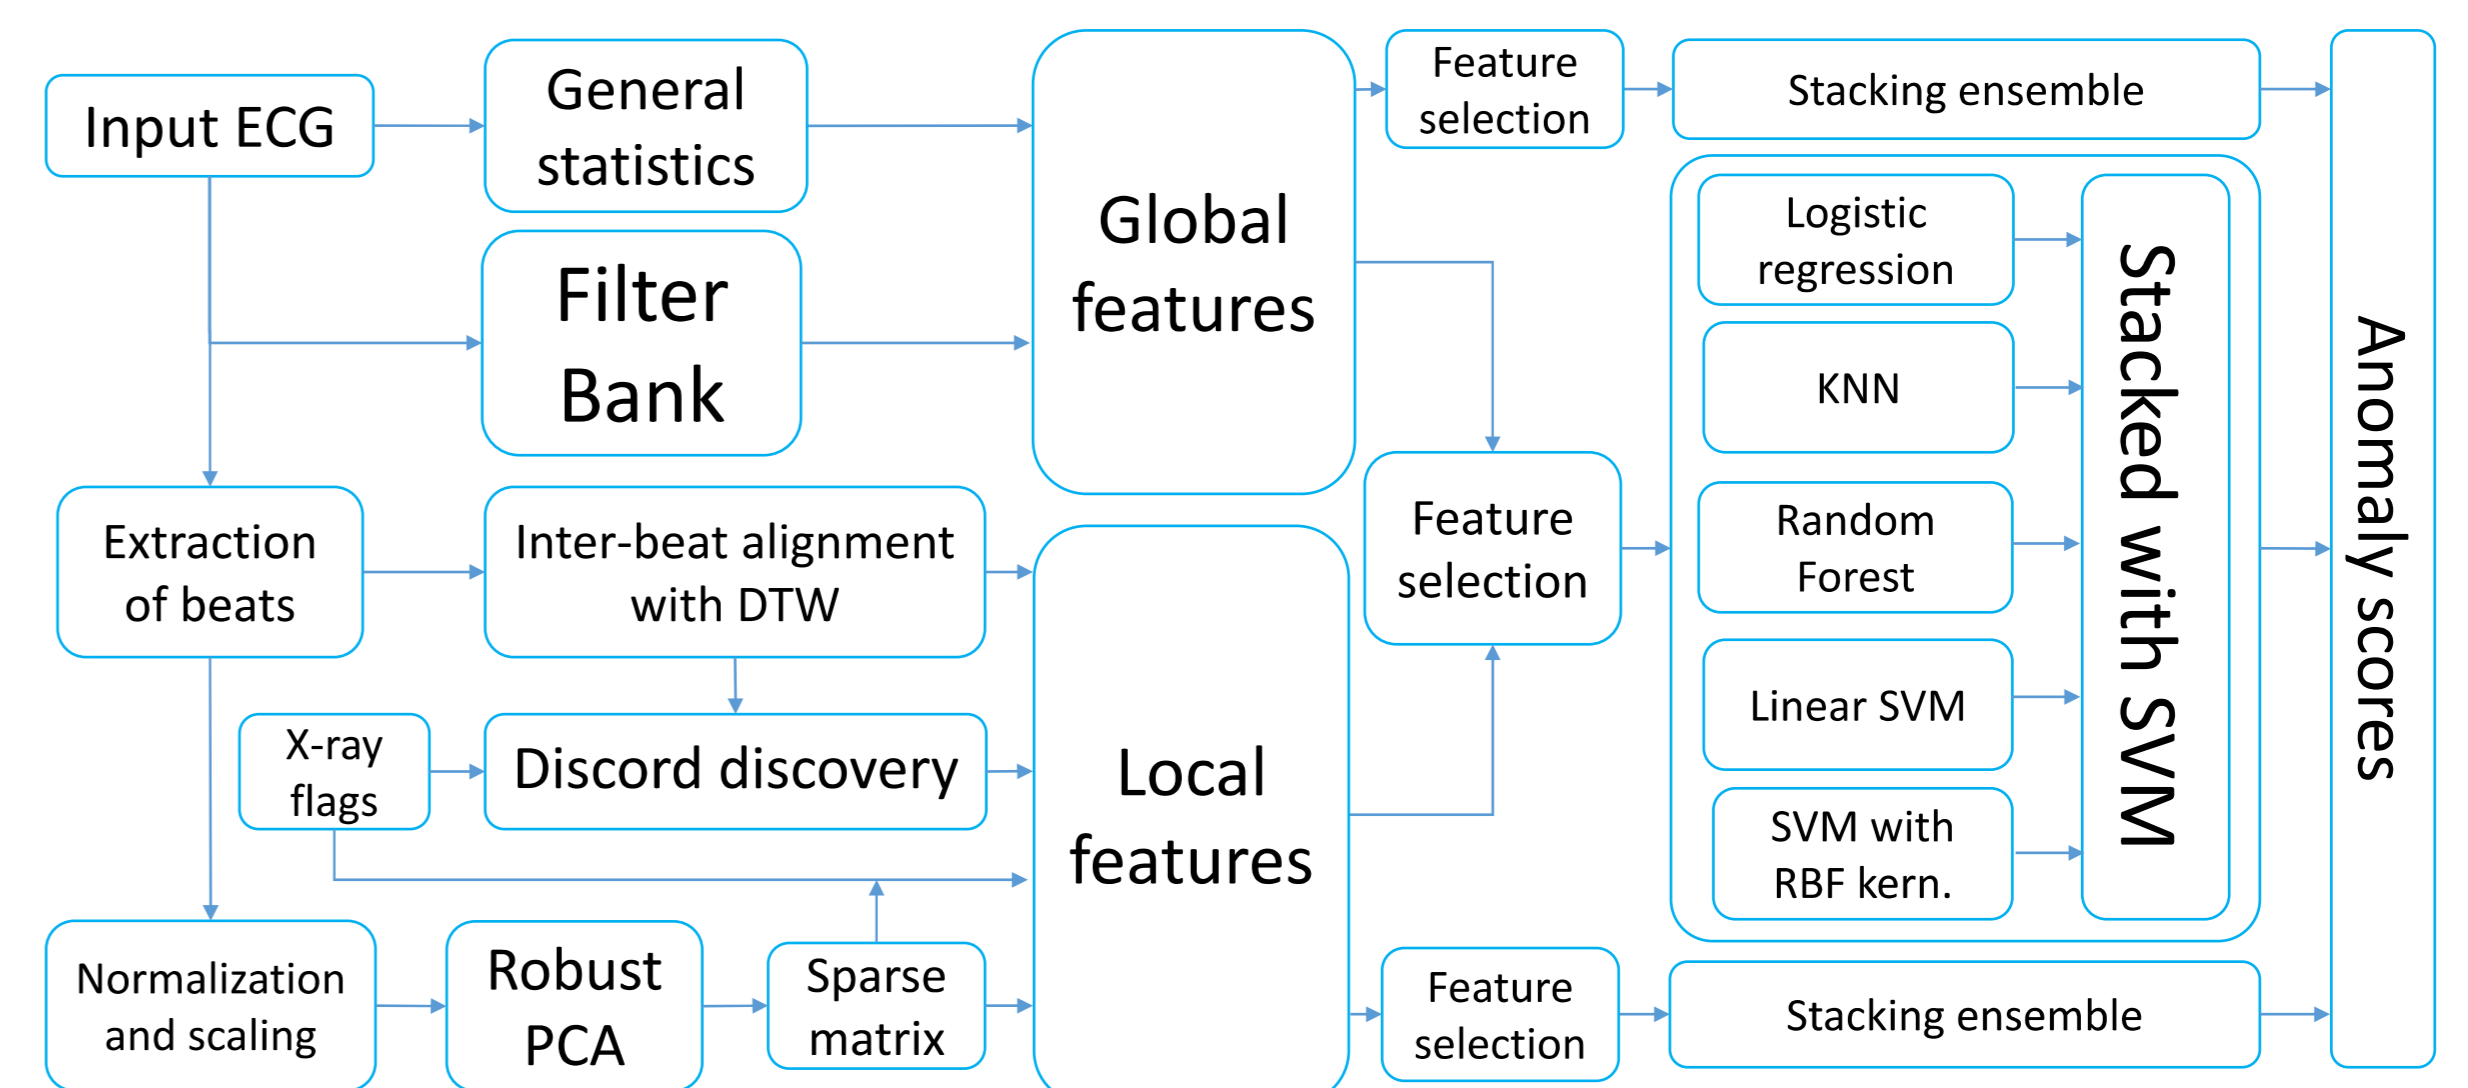 Input ECG
General
statistics
Filter
Bank
Global
features
Feature
selection
Stacking ensemble
Extraction
of beats
Inter-beat alignment
with DTW
X-ray
flags
Discord discovery
Local
features
Normalization
and scaling
Robust
PCA
Sparse
matrix
Feature
selection
Logistic
regression
KNN
Random
Forest
Linear SVM
SVM with
RBF kern.
Stacked with SVM
Feature
selection
Stacking ensemble
Anomaly scores